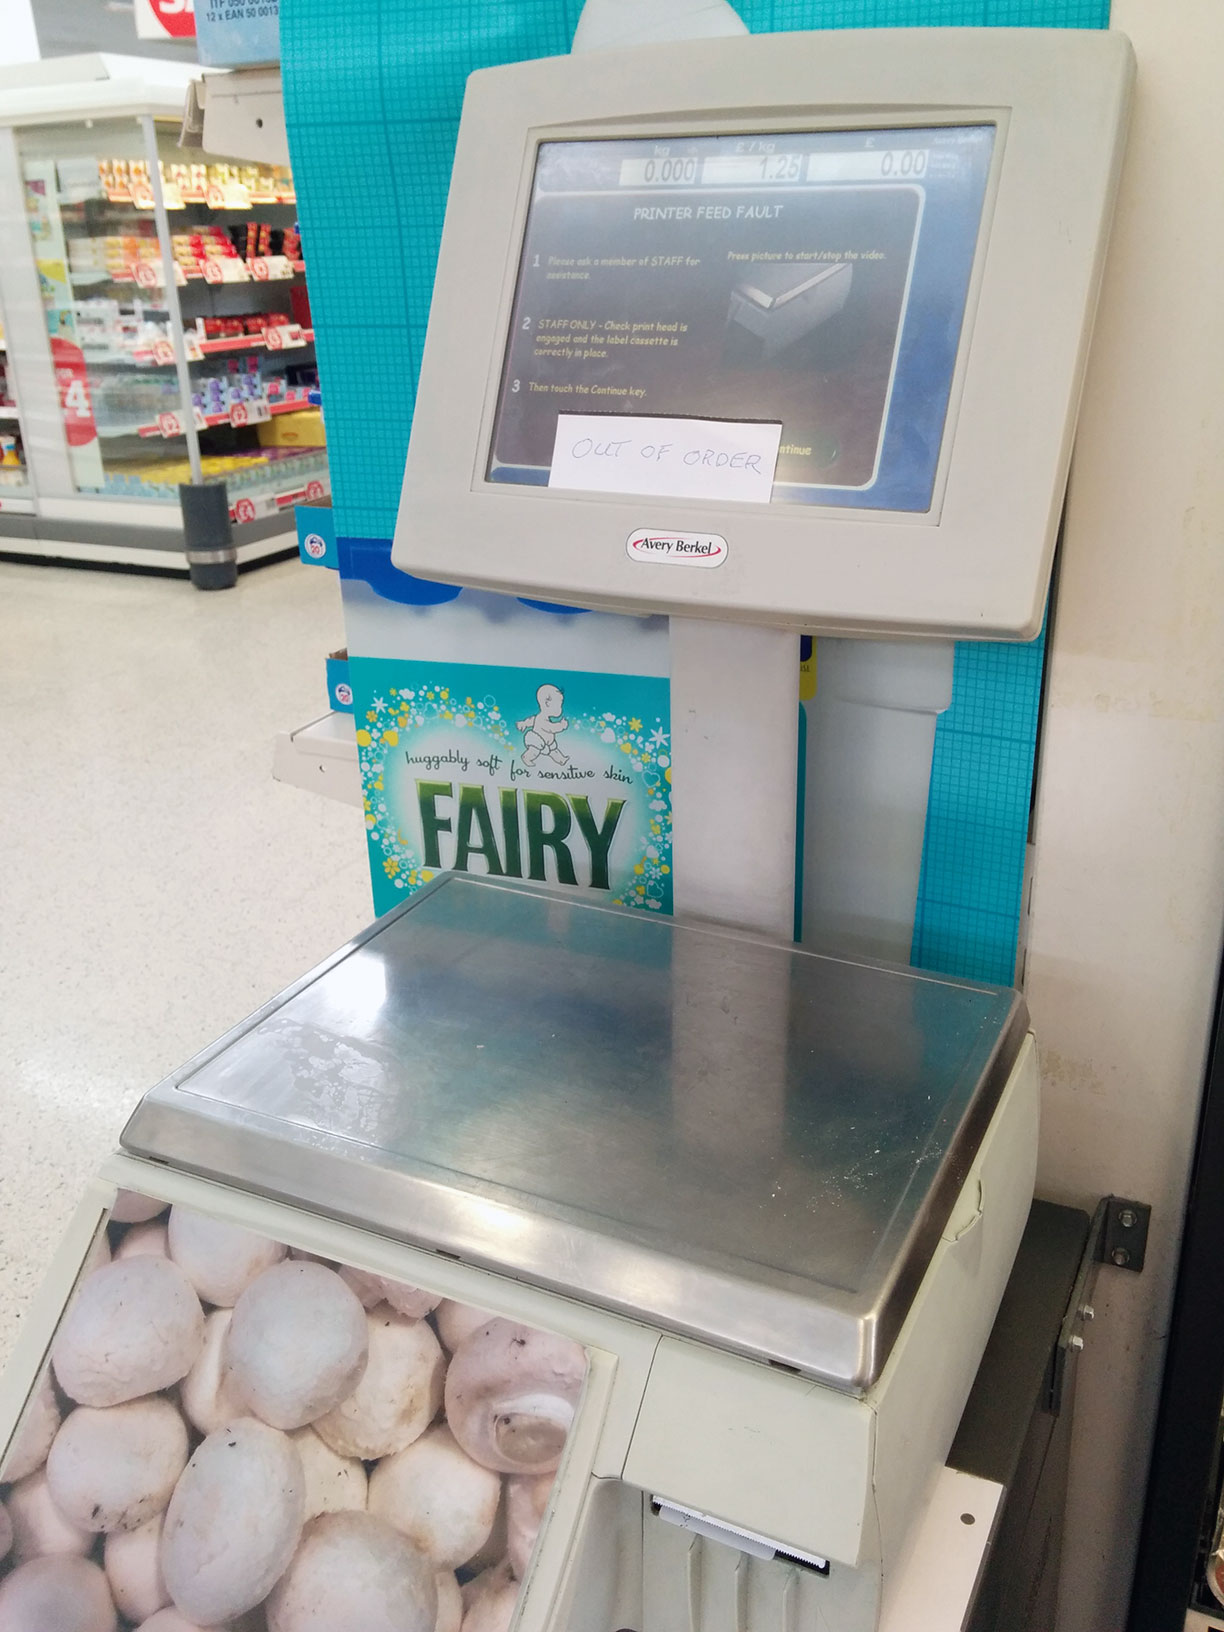 12 x EAN 50 0013
kg £/kg £
0.000 1.25 0.00
PRINTER FEED FAULT
1 Please ask a member of STAFF for
assistance.
Press picture to start/stop the video.
2 STAFF ONLY - Check print head is
engaged and the label cassette is
correctly in place.
3 Then touch the Continue key.
OUT OF ORDER
ntinue
Avery Berkel
huggably soft for sensitive skin
FAIRY
4
£4